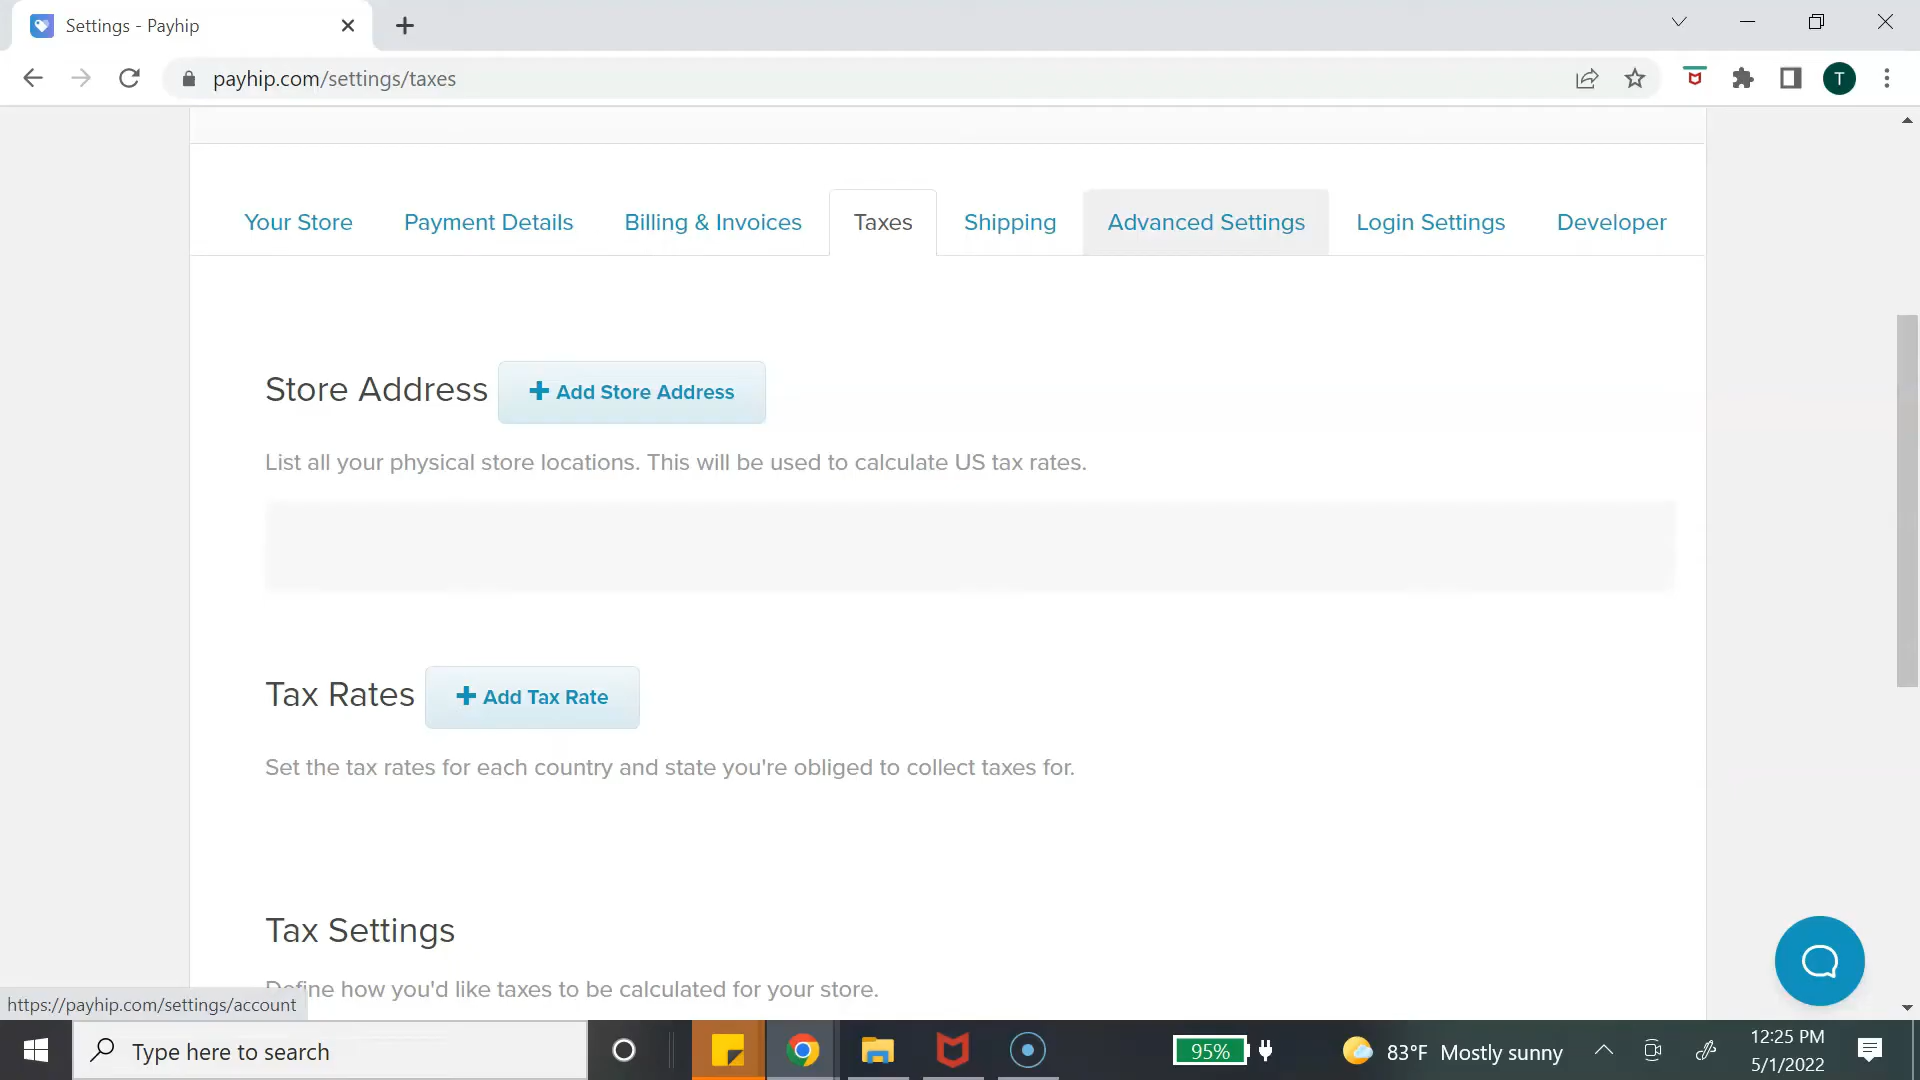 Settings - Payhip
payhip.com/settings/taxes
T
Your Store
Payment Details
Billing & Invoices
Taxes
Shipping
Advanced Settings
Login Settings
Developer
Store Address
Add Store Address
List all your physical store locations. This will be used to calculate US tax rates.
Tax Rates
Add Tax Rate
Set the tax rates for each country and state you're obliged to collect taxes for.
Tax Settings
Define how you'd like taxes to be calculated for your store.
https://payhip.com/settings/account
Type here to search
95%
83°F Mostly sunny
12:25 PM
5/1/2022